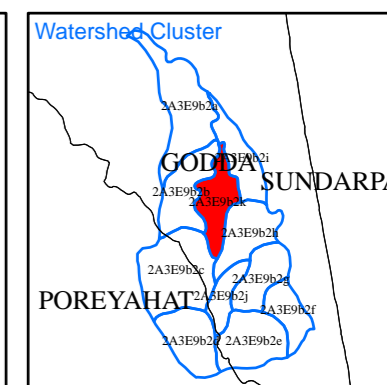 Watershed Cluster
2A3E9b2a
GODDA
2A3E9b2i
2A3E9b2b
SUNDARPA
2A3E9b2k
2A3E9b2h
2A3E9b2c
2A3E9b2g
POREYAHAT
2A3E9b2j
2A3E9b2f
2A3E9b2d
2A3E9b2e